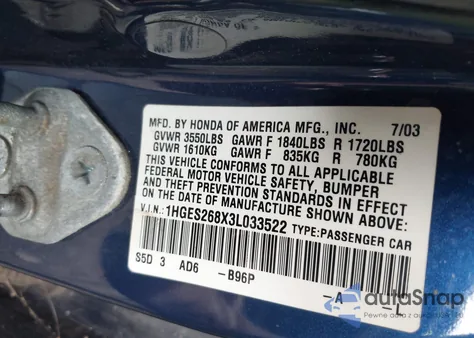 MFD. BY HONDA OF AMERICA MFG., INC. 7/03
GVWR 3550LBS GAWR F 1840LBS R 1720LBS
GVWR 1610KG GAWR F 835KG R 780KG
THIS VEHICLE CONFORMS TO ALL APPLICABLE
FEDERAL MOTOR VEHICLE SAFETY, BUMPER
AND THEFT PREVENTION STANDARDS IN EFFECT
ON THE DATE OF MANUFACTURE SHOWN ABOVE.
V.I.N.: 1HGES268X3L033522 TYPE: PASSENGER CAR
S5D 3 AD6 -B96P -A
autoSnap
Pewne auto z